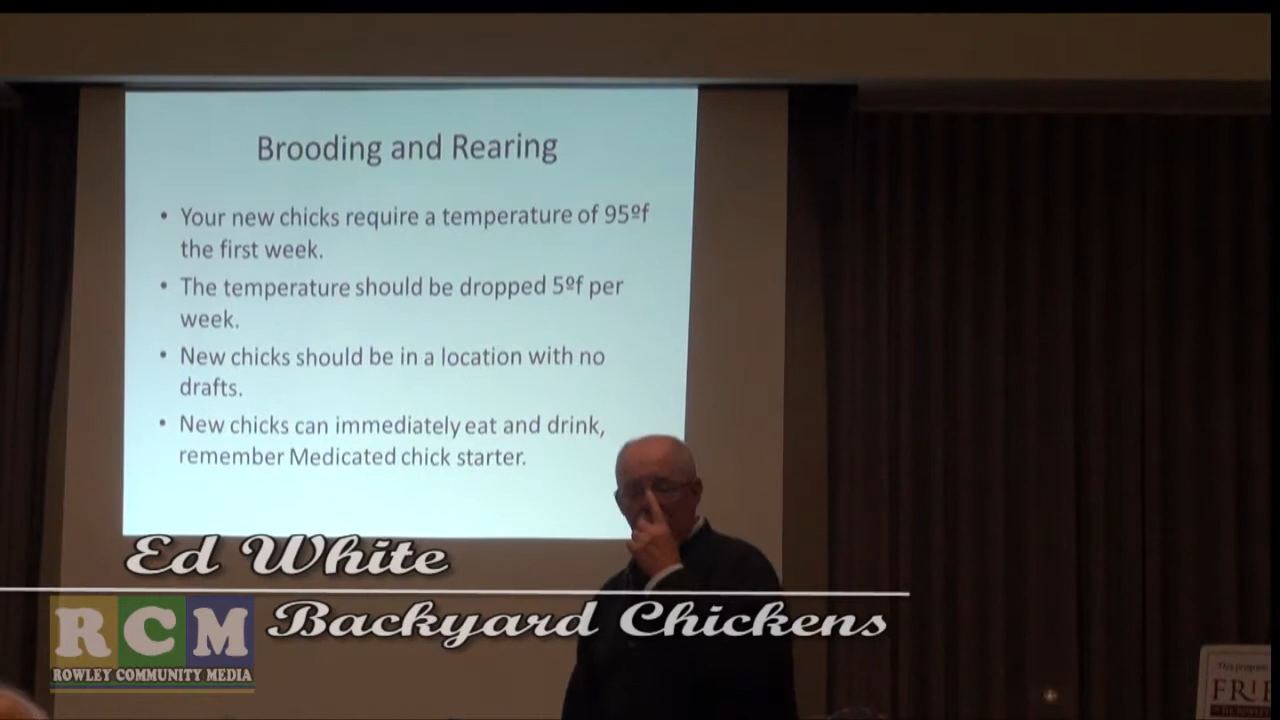 Brooding and Rearing
• Your new chicks require a temperature of 95ºf
the first week.
• The temperature should be dropped 5ºf per
week.
• New chicks should be in a location with no
drafts.
• New chicks can immediately eat and drink,
remember Medicated chick starter.
Ed White
Backyard Chickens
RCM
ROWLEY COMMUNITY MEDIA
This program